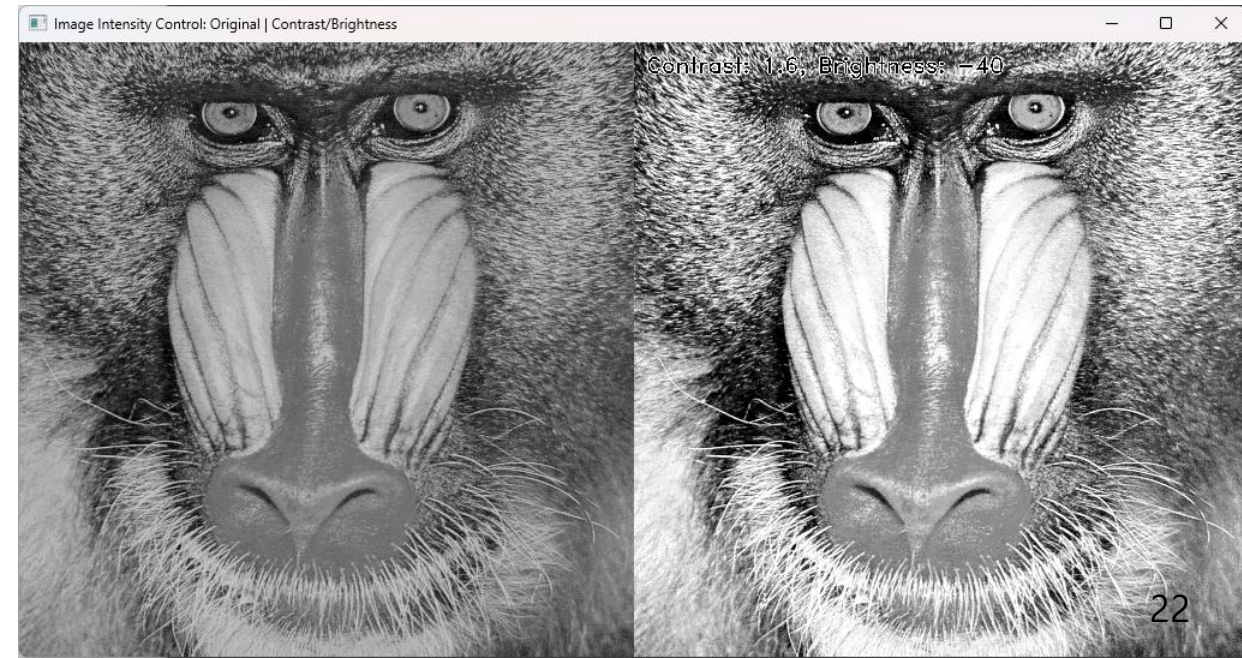 Image Intensity Control: Original | Contrast/Brightness
Contrast: 1.6, Brightness: -40
22